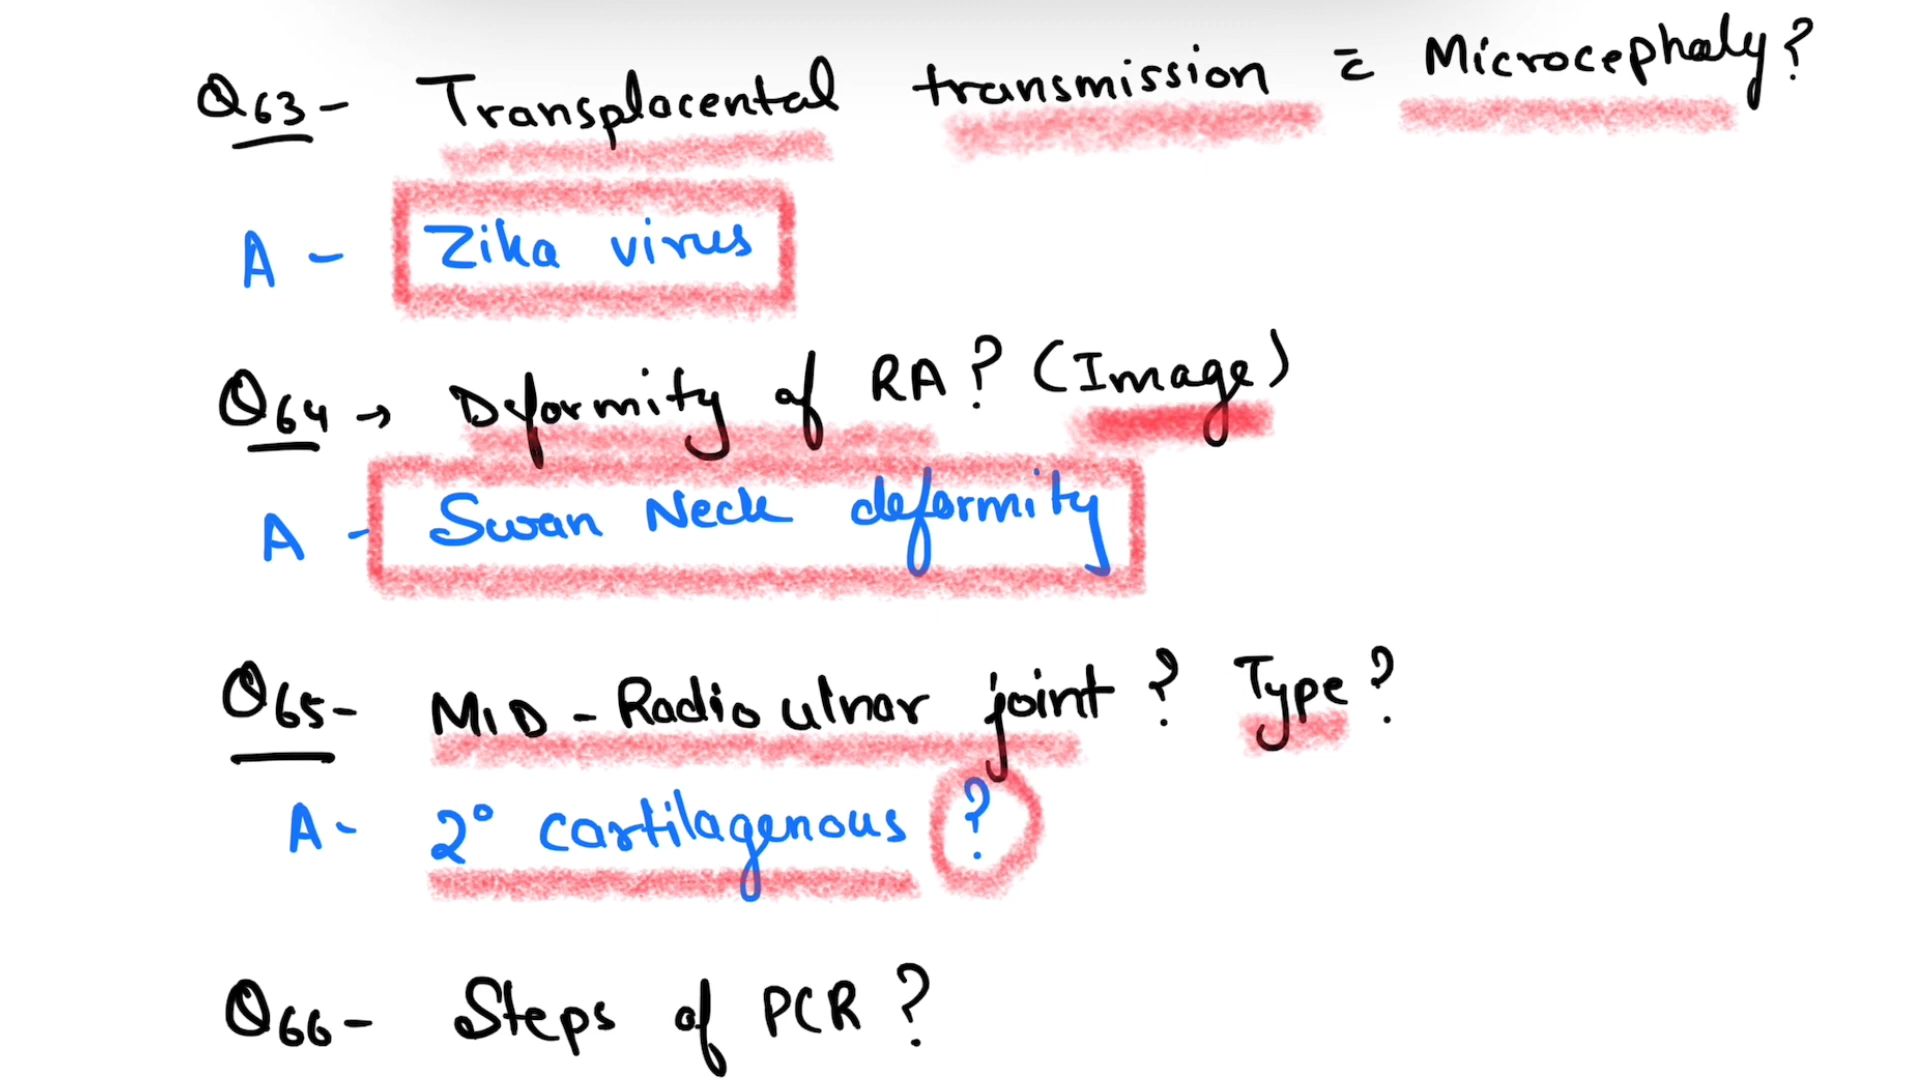 Q63- Transplacental transmission c̄ Microcephaly?
A - Zika virus
Q64 → Deformity of RA? (Image)
A - Swan Neck deformity
Q65- MID - Radio ulnar joint? Type?
A- 2° cartilagenous ?
Q66- Steps of PCR?